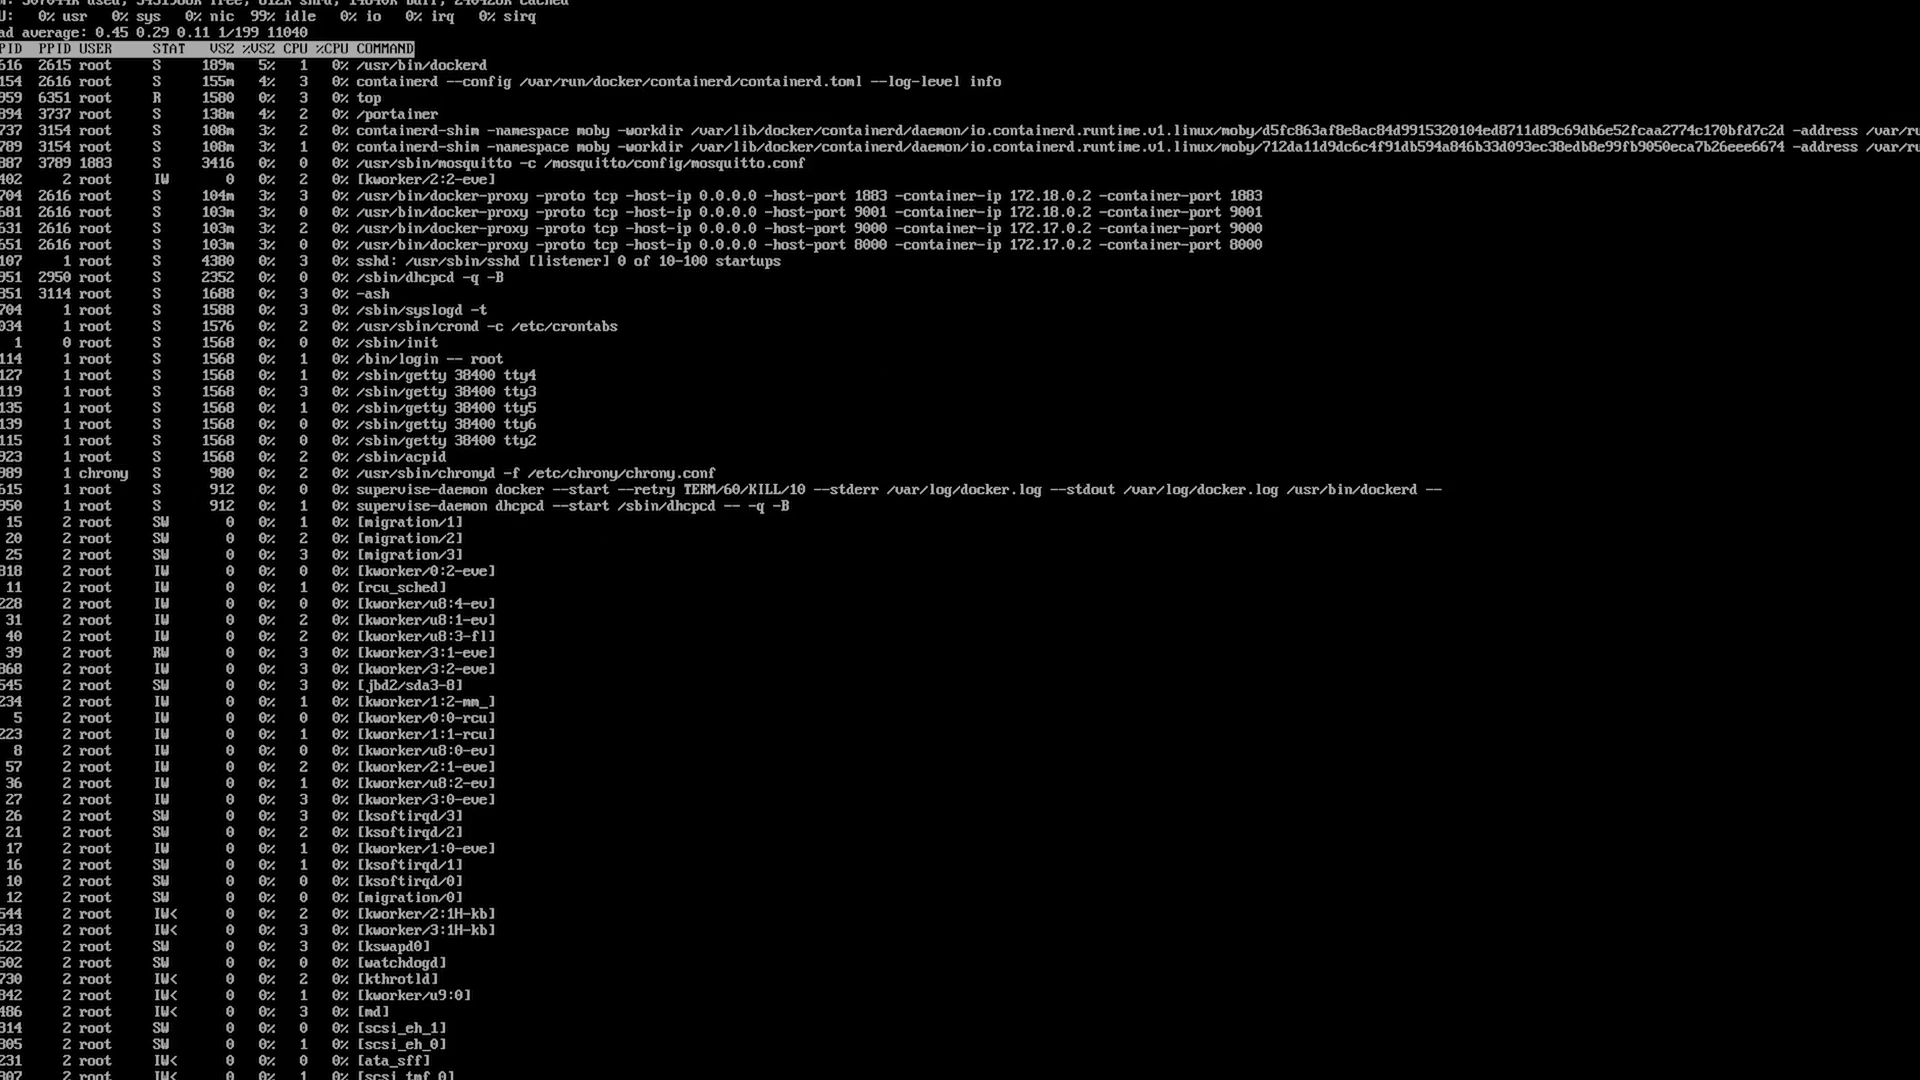 307044K used, 3431988K free, 812K shrd, 14840K buff, 240428K cached
U: 0% usr 0% sys 0% nic 99% idle 0% io 0% irq 0% sirq
ad average: 0.45 0.29 0.11 1/199 11040
PID PPID USER STAT VSZ %VSZ CPU %CPU COMMAND
616 2615 root S 189m 5% 1 0% /usr/bin/dockerd
154 2616 root S 155m 4% 3 0% containerd --config /var/run/docker/containerd/containerd.toml --log-level info
959 6351 root R 1580 0% 3 0% top
894 3737 root S 138m 4% 2 0% /portainer
737 3154 root S 108m 3% 2 0% containerd-shim -namespace moby -workdir /var/lib/docker/containerd/daemon/io.containerd.runtime.v1.linux/moby/d5fc863af8e8ac84d9915320104ed8711d89c69db6e52fcaa2774c170bfd7c2d -address /var/ru
789 3154 root S 108m 3% 1 0% containerd-shim -namespace moby -workdir /var/lib/docker/containerd/daemon/io.containerd.runtime.v1.linux/moby/712da11d9dc6c4f91db594a846b33d093ec38edb8e99fb9050eca7b26eee6674 -address /var/ru
887 3789 1883 S 3416 0% 0 0% /usr/sbin/mosquitto -c /mosquitto/config/mosquitto.conf
402 2 root IW 0 0% 2 0% [kworker/2:2-eve]
704 2616 root S 104m 3% 3 0% /usr/bin/docker-proxy -proto tcp -host-ip 0.0.0.0 -host-port 1883 -container-ip 172.18.0.2 -container-port 1883
681 2616 root S 103m 3% 0 0% /usr/bin/docker-proxy -proto tcp -host-ip 0.0.0.0 -host-port 9001 -container-ip 172.18.0.2 -container-port 9001
631 2616 root S 103m 3% 2 0% /usr/bin/docker-proxy -proto tcp -host-ip 0.0.0.0 -host-port 9000 -container-ip 172.17.0.2 -container-port 9000
651 2616 root S 103m 3% 0 0% /usr/bin/docker-proxy -proto tcp -host-ip 0.0.0.0 -host-port 8000 -container-ip 172.17.0.2 -container-port 8000
107 1 root S 4380 0% 3 0% sshd: /usr/sbin/sshd [listener] 0 of 10-100 startups
951 2950 root S 2352 0% 0 0% /sbin/dhcpcd -q -B
351 3114 root S 1688 0% 3 0% -ash
704 1 root S 1588 0% 3 0% /sbin/syslogd -t
034 1 root S 1576 0% 2 0% /usr/sbin/crond -c /etc/crontabs
1 0 root S 1568 0% 0 0% /sbin/init
114 1 root S 1568 0% 1 0% /bin/login -- root
127 1 root S 1568 0% 1 0% /sbin/getty 38400 tty4
119 1 root S 1568 0% 3 0% /sbin/getty 38400 tty3
135 1 root S 1568 0% 1 0% /sbin/getty 38400 tty5
139 1 root S 1568 0% 0 0% /sbin/getty 38400 tty6
115 1 root S 1568 0% 0 0% /sbin/getty 38400 tty2
923 1 root S 1568 0% 2 0% /sbin/acpid
989 1 chrony S 980 0% 2 0% /usr/sbin/chronyd -f /etc/chrony/chrony.conf
615 1 root S 912 0% 0 0% supervise-daemon docker --start --retry TERM/60/KILL/10 --stderr /var/log/docker.log --stdout /var/log/docker.log /usr/bin/dockerd --
950 1 root S 912 0% 1 0% supervise-daemon dhcpcd --start /sbin/dhcpcd -- -q -B
15 2 root SW 0 0% 1 0% [migration/1]
20 2 root SW 0 0% 2 0% [migration/2]
25 2 root SW 0 0% 3 0% [migration/3]
818 2 root IW 0 0% 0 0% [kworker/0:2-eve]
11 2 root IW 0 0% 1 0% [rcu_sched]
228 2 root IW 0 0% 0 0% [kworker/u8:4-ev]
31 2 root IW 0 0% 2 0% [kworker/u8:1-ev]
40 2 root IW 0 0% 2 0% [kworker/u8:3-fl]
39 2 root RW 0 0% 3 0% [kworker/3:1-eve]
868 2 root IW 0 0% 3 0% [kworker/3:2-eve]
545 2 root SW 0 0% 3 0% [jbd2/sda3-8]
234 2 root IW 0 0% 1 0% [kworker/1:2-mm_]
5 2 root IW 0 0% 0 0% [kworker/0:0-rcu]
223 2 root IW 0 0% 1 0% [kworker/1:1-rcu]
8 2 root IW 0 0% 0 0% [kworker/u8:0-ev]
57 2 root IW 0 0% 2 0% [kworker/2:1-eve]
36 2 root IW 0 0% 1 0% [kworker/u8:2-ev]
27 2 root IW 0 0% 3 0% [kworker/3:0-eve]
26 2 root SW 0 0% 3 0% [ksoftirqd/3]
21 2 root SW 0 0% 2 0% [ksoftirqd/2]
17 2 root IW 0 0% 1 0% [kworker/1:0-eve]
16 2 root SW 0 0% 1 0% [ksoftirqd/1]
10 2 root SW 0 0% 0 0% [ksoftirqd/0]
12 2 root SW 0 0% 0 0% [migration/0]
544 2 root IW< 0 0% 2 0% [kworker/2:1H-kb]
543 2 root IW< 0 0% 3 0% [kworker/3:1H-kb]
622 2 root SW 0 0% 3 0% [kswapd0]
502 2 root SW 0 0% 0 0% [watchdogd]
730 2 root IW< 0 0% 2 0% [kthrotld]
842 2 root IW< 0 0% 1 0% [kworker/u9:0]
486 2 root IW< 0 0% 3 0% [md]
814 2 root SW 0 0% 0 0% [scsi_eh_1]
805 2 root SW 0 0% 1 0% [scsi_eh_0]
231 2 root IW< 0 0% 0 0% [ata_sff]
807 2 root IW< 0 0% 1 0% [scsi_tmf_0]